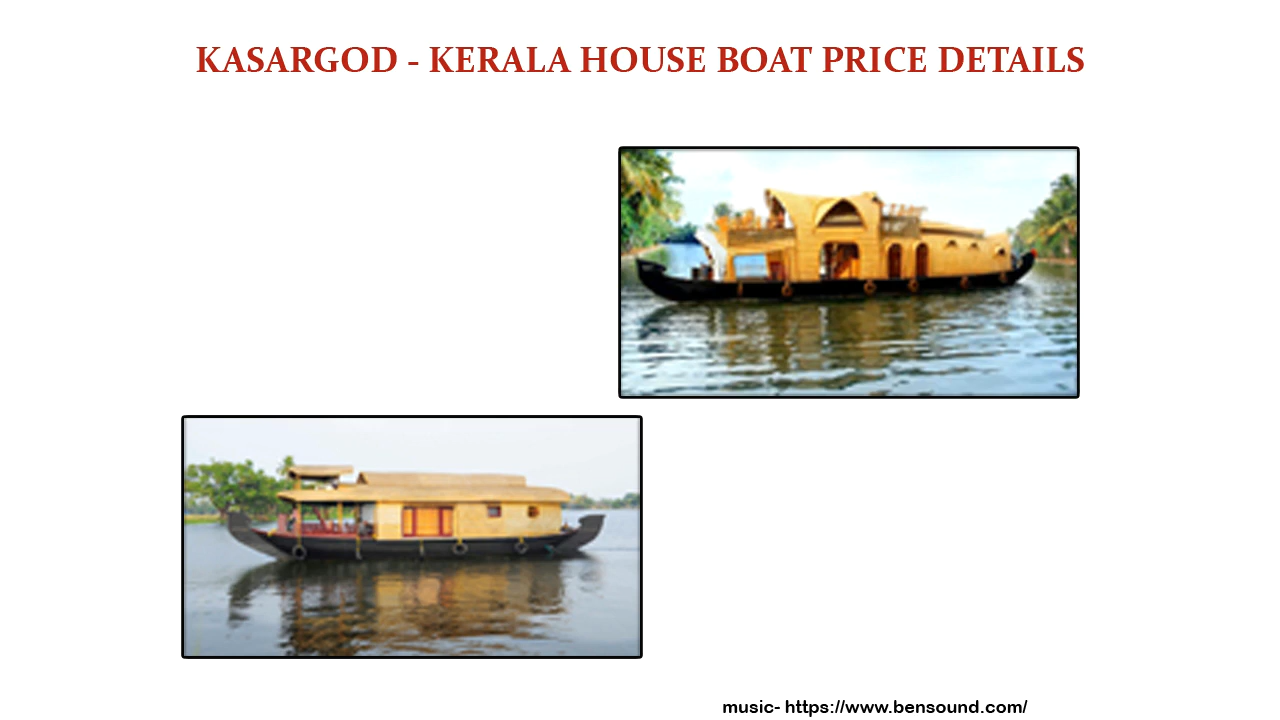 KASARGOD - KERALA HOUSE BOAT PRICE DETAILS
music- https://www.bensound.com/